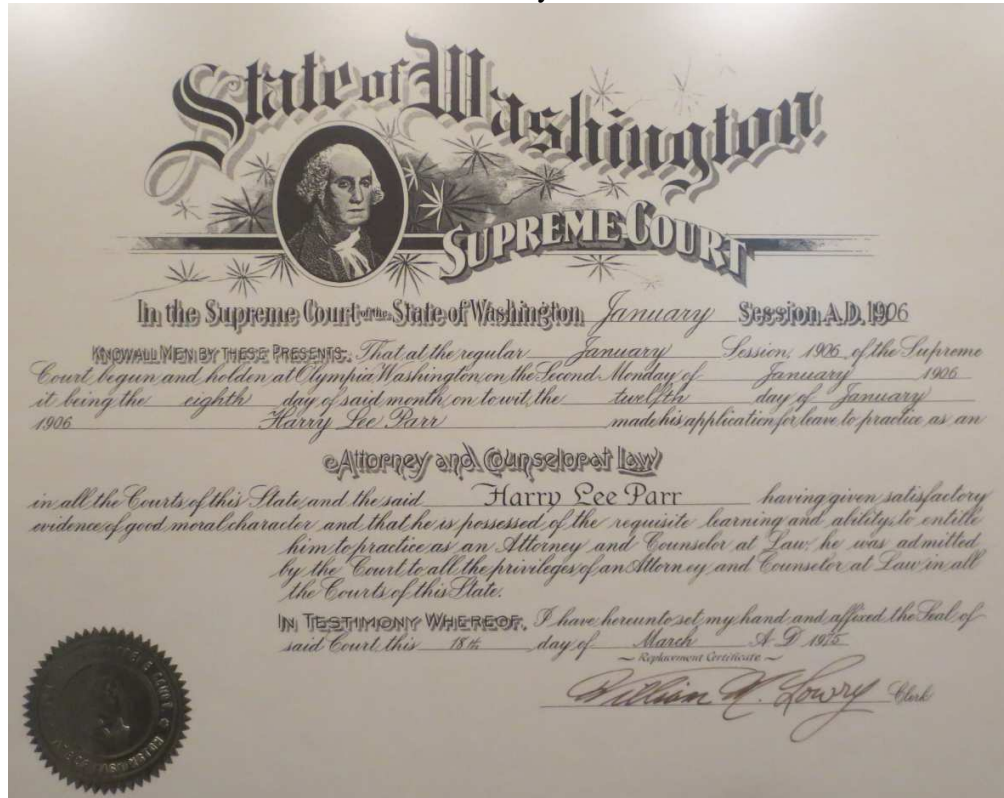 State of Washington
SUPREME COURT
In the Supreme Court of the State of Washington January Session A.D. 1906
KNOW ALL MEN BY THESE PRESENTS: That at the regular January Session, 1906 of the Supreme
Court begun and holden at Olympia Washington, on the Second Monday of January 1906
it being the eighth day of said month, on to wit, the twelfth day of January
1906 Harry Lee Parr made his application for leave to practice as an
Attorney and Counselor at Law
in all the Courts of this State, and the said Harry Lee Parr having given satisfactory
evidence of good moral character and that he is possessed of the requisite learning and ability, to entitle
him to practice as an Attorney and Counselor at Law, he was admitted
by the Court to all the privileges of an Attorney and Counselor at Law in all
the Courts of this State.
IN TESTIMONY WHEREOF, I have hereunto set my hand and affixed the Seal of
said Court this 18th day of March A.D. 1975
~ Replacement Certificate ~
William M. Lowry Clerk